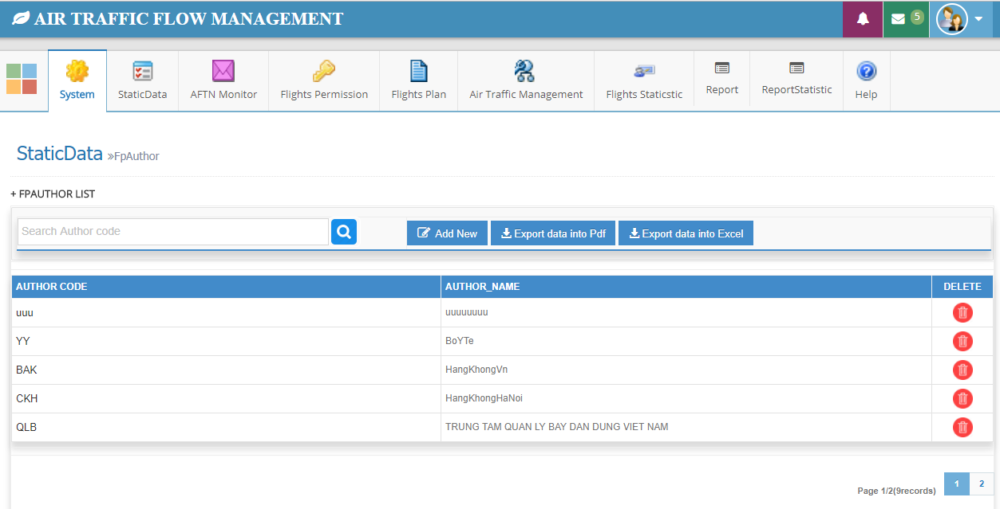 AIR TRAFFIC FLOW MANAGEMENT
5
System
StaticData
AFTN Monitor
Flights Permission
Flights Plan
Air Traffic Management
Flights Staticstic
Report
ReportStatistic
Help
StaticData »FpAuthor
+ FPAUTHOR LIST
Search Author code
Add New
Export data into Pdf
Export data into Excel
AUTHOR CODE AUTHOR_NAME DELETE
uuu uuuuuuuu
YY BoYTe
BAK HangKhongVn
CKH HangKhongHaNoi
QLB TRUNG TAM QUAN LY BAY DAN DUNG VIET NAM
Page 1/2(9records) 1 2